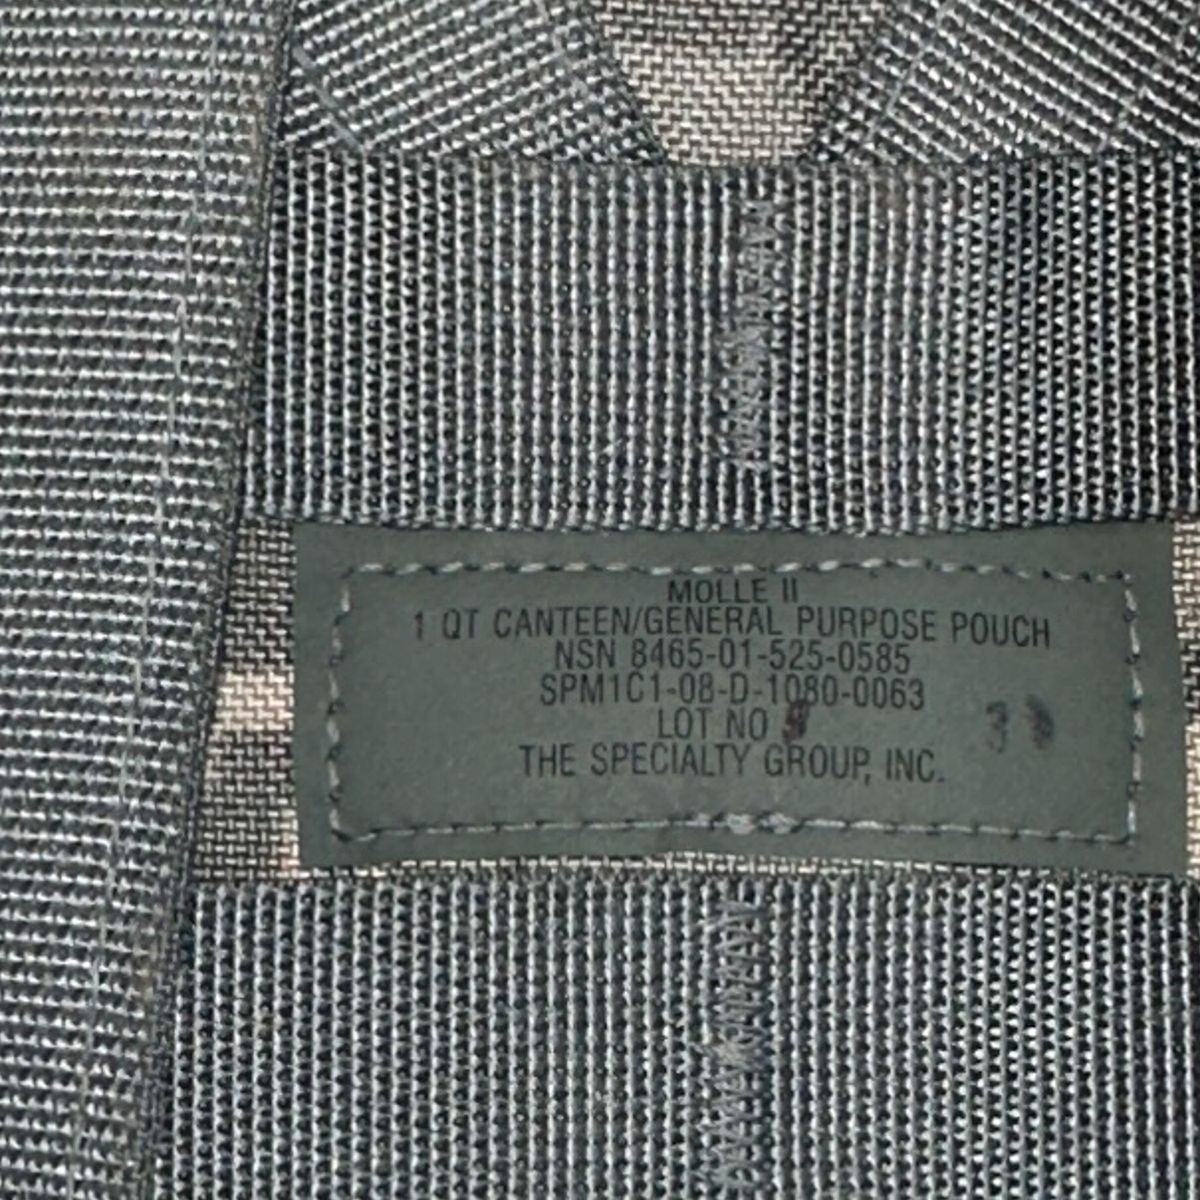 MOLLE II
1 QT CANTEEN/GENERAL PURPOSE POUCH
NSN 8465-01-525-0585
SPM1C1-08-D-1080-0063
LOT NO
THE SPECIALTY GROUP, INC.